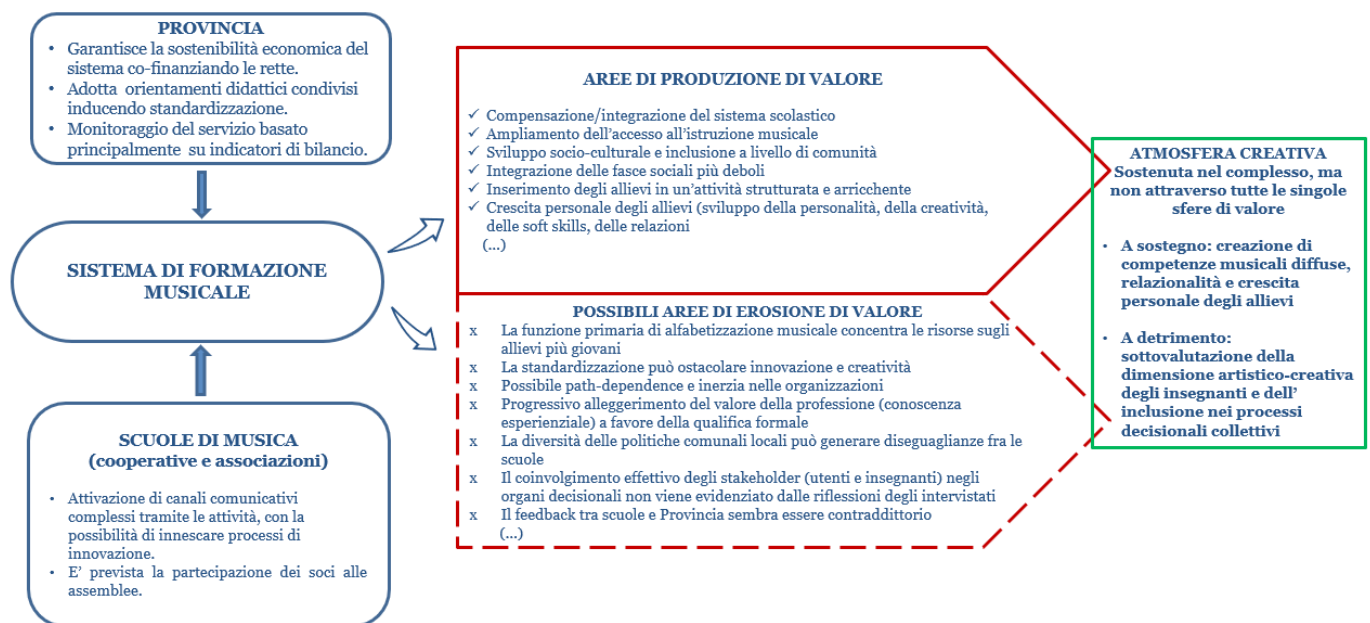 PROVINCIA
• Garantisce la sostenibilità economica del
sistema co-finanziando le rette.
• Adotta orientamenti didattici condivisi
inducendo standardizzazione.
• Monitoraggio del servizio basato
principalmente su indicatori di bilancio.
SISTEMA DI FORMAZIONE
MUSICALE
SCUOLE DI MUSICA
(cooperative e associazioni)
• Attivazione di canali comunicativi
complessi tramite le attività, con la
possibilità di innescare processi di
innovazione.
• E’ prevista la partecipazione dei soci alle
assemblee.
AREE DI PRODUZIONE DI VALORE
✓ Compensazione/integrazione del sistema scolastico
✓ Ampliamento dell’accesso all’istruzione musicale
✓ Sviluppo socio-culturale e inclusione a livello di comunità
✓ Integrazione delle fasce sociali più deboli
✓ Inserimento degli allievi in un’attività strutturata e arricchente
✓ Crescita personale degli allievi (sviluppo della personalità, della creatività,
delle soft skills, delle relazioni
(...)
POSSIBILI AREE DI EROSIONE DI VALORE
x La funzione primaria di alfabetizzazione musicale concentra le risorse sugli
allievi più giovani
x La standardizzazione può ostacolare innovazione e creatività
x Possibile path-dependence e inerzia nelle organizzazioni
x Progressivo alleggerimento del valore della professione (conoscenza
esperienziale) a favore della qualifica formale
x La diversità delle politiche comunali locali può generare diseguaglianze fra le
scuole
x Il coinvolgimento effettivo degli stakeholder (utenti e insegnanti) negli
organi decisionali non viene evidenziato dalle riflessioni degli intervistati
x Il feedback tra scuole e Provincia sembra essere contraddittorio
(...)
ATMOSFERA CREATIVA
Sostenuta nel complesso, ma
non attraverso tutte le singole
sfere di valore
• A sostegno: creazione di
competenze musicali diffuse,
relazionalità e crescita
personale degli allievi
• A detrimento:
sottovalutazione della
dimensione artistico-creativa
degli insegnanti e dell’
inclusione nei processi
decisionali collettivi